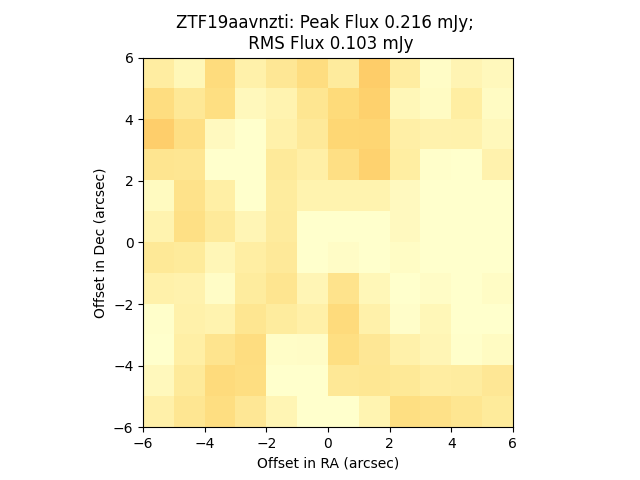 ZTF19aavnzti: Peak Flux 0.216 mJy;
RMS Flux 0.103 mJy
6
4
2
0
−2
−4
−6
Offset in Dec (arcsec)
−6 −4 −2 0 2 4 6
Offset in RA (arcsec)